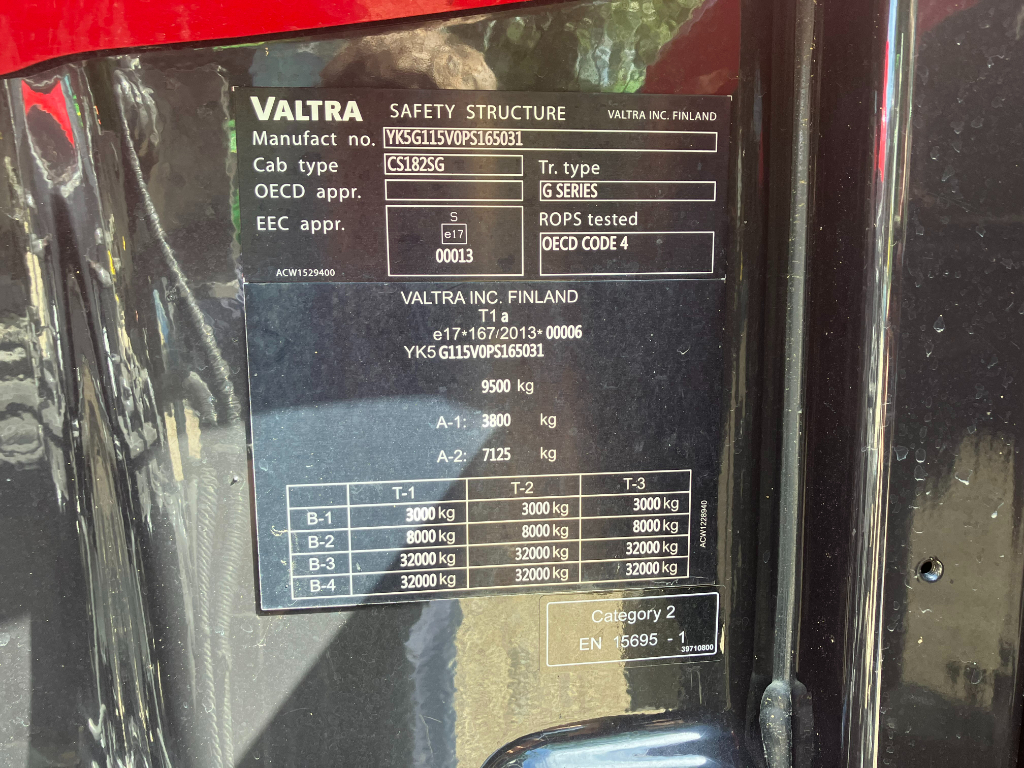 VALTRA SAFETY STRUCTURE VALTRA INC. FINLAND
Manufact no. YK5G115V0PS165031
Cab type CS182SG Tr. type
OECD appr. G SERIES
EEC appr. S ROPS tested
e17 OECD CODE 4
00013
ACW1529400
VALTRA INC. FINLAND
T1 a
e17*167/2013* 00006
YK5 G115V0PS165031
9500 kg
A-1: 3800 kg
A-2: 7125 kg
T-1 T-2 T-3
B-1 3000 kg 3000 kg 3000 kg
B-2 8000 kg 8000 kg 8000 kg
B-3 32000 kg 32000 kg 32000 kg
B-4 32000 kg 32000 kg 32000 kg
ACW1228940
Category 2
EN 15695 - 1
39710800